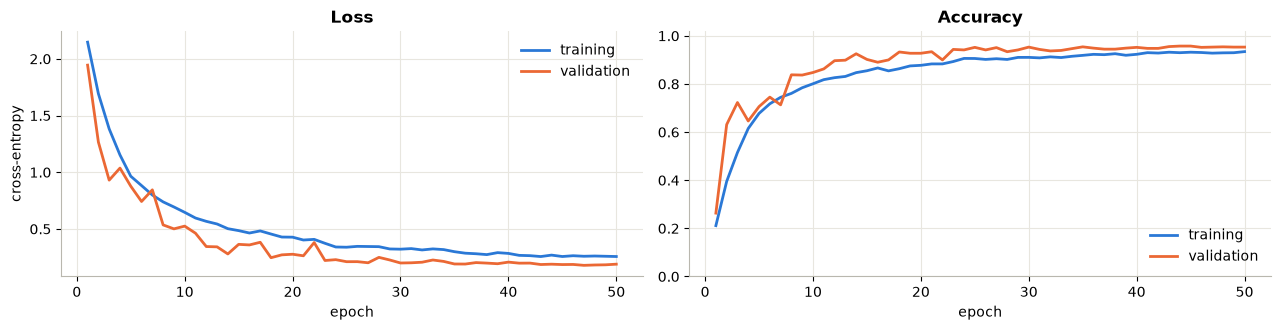 Loss
2.0
1.5
1.0
0.5
cross-entropy
training
validation
0 10 20 30 40 50
epoch
Accuracy
1.0
0.8
0.6
0.4
0.2
0.0
training
validation
0 10 20 30 40 50
epoch